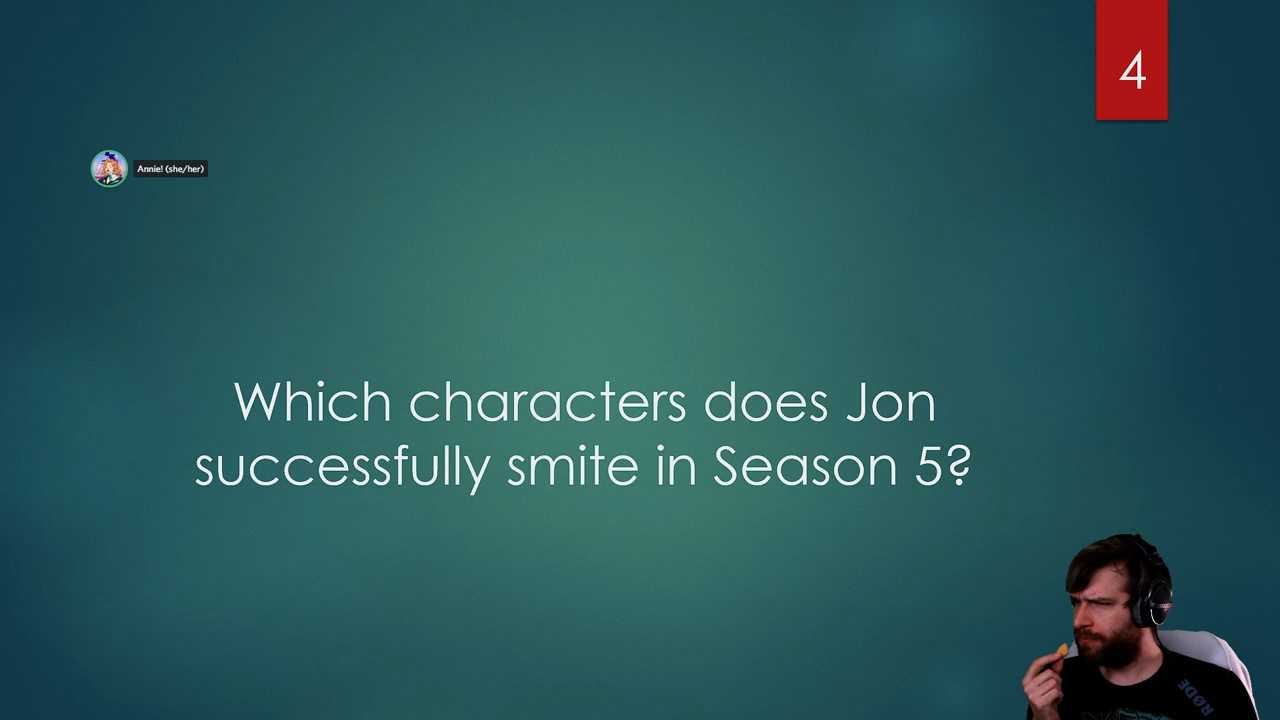 4
Annie! (she/her)
Which characters does Jon
successfully smite in Season 5?
RØDE